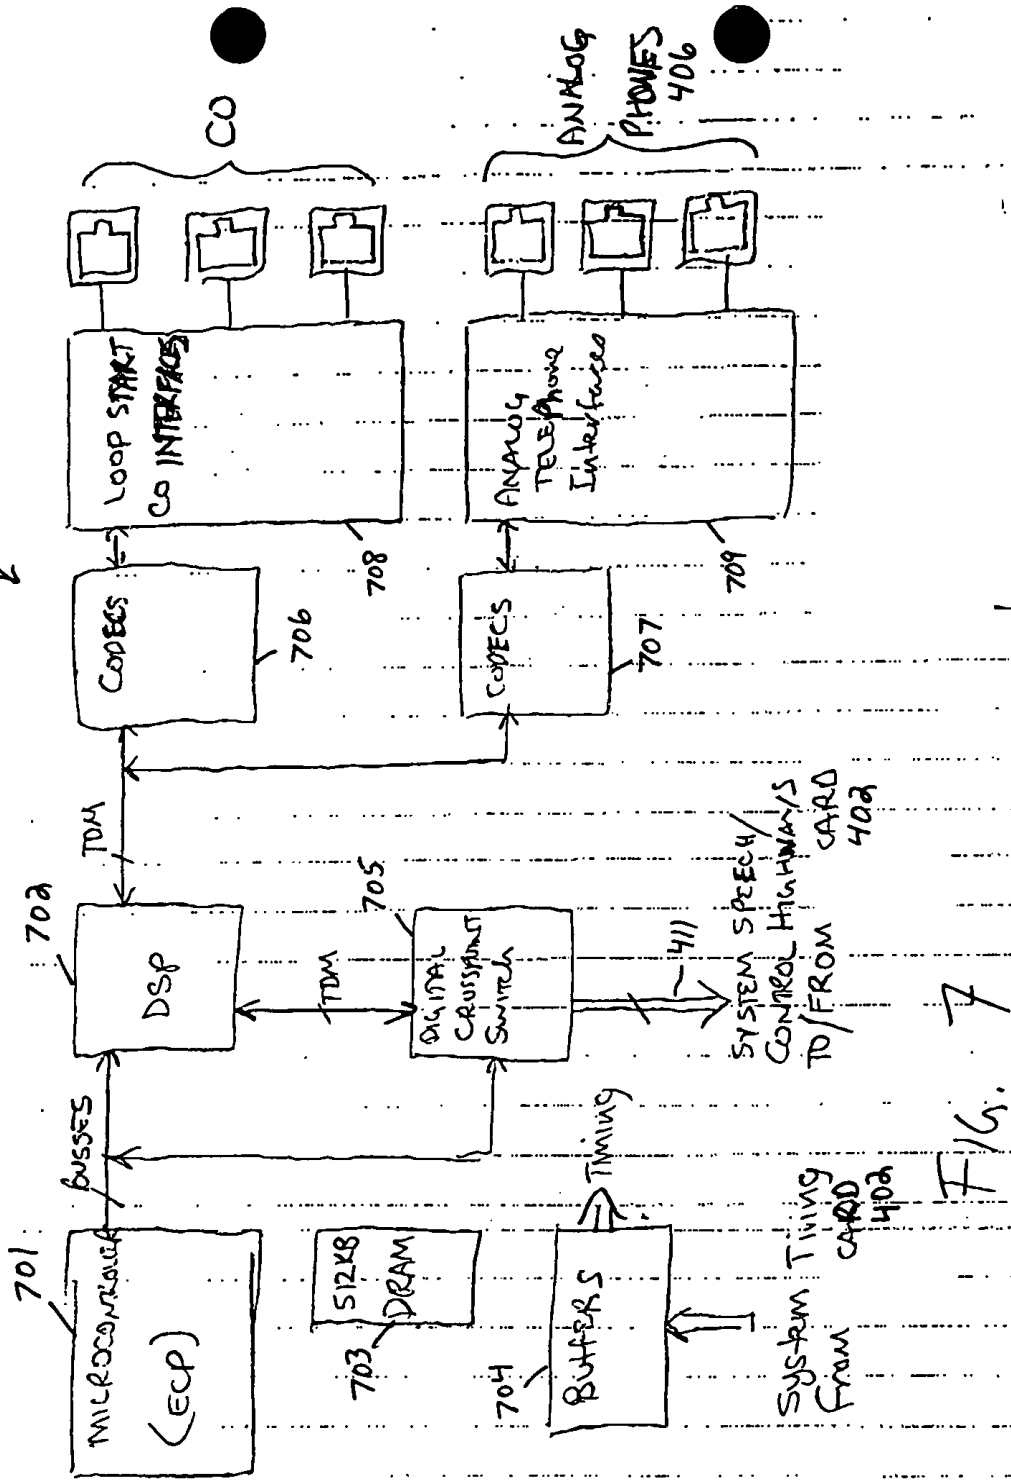 701
MICROCONTROLLER
(ECP)
BUSSES
702
DSP
TDM
CODECS
706
LOOP START
CO INTERFACES
708
CO
703
512KB
DRAM
TDM
705
DIGITAL
CROSSPOINT
Switch
411
CODECS
707
ANALOG
TELEPhone
Interfaces
709
ANALOG
PHONES
406
704
BUFFERS
Timing
System Timing
From CARD
402
SYSTEM SPEECH/
CONTROL HIGHWAYS
TO/FROM CARD
402
FIG. 7